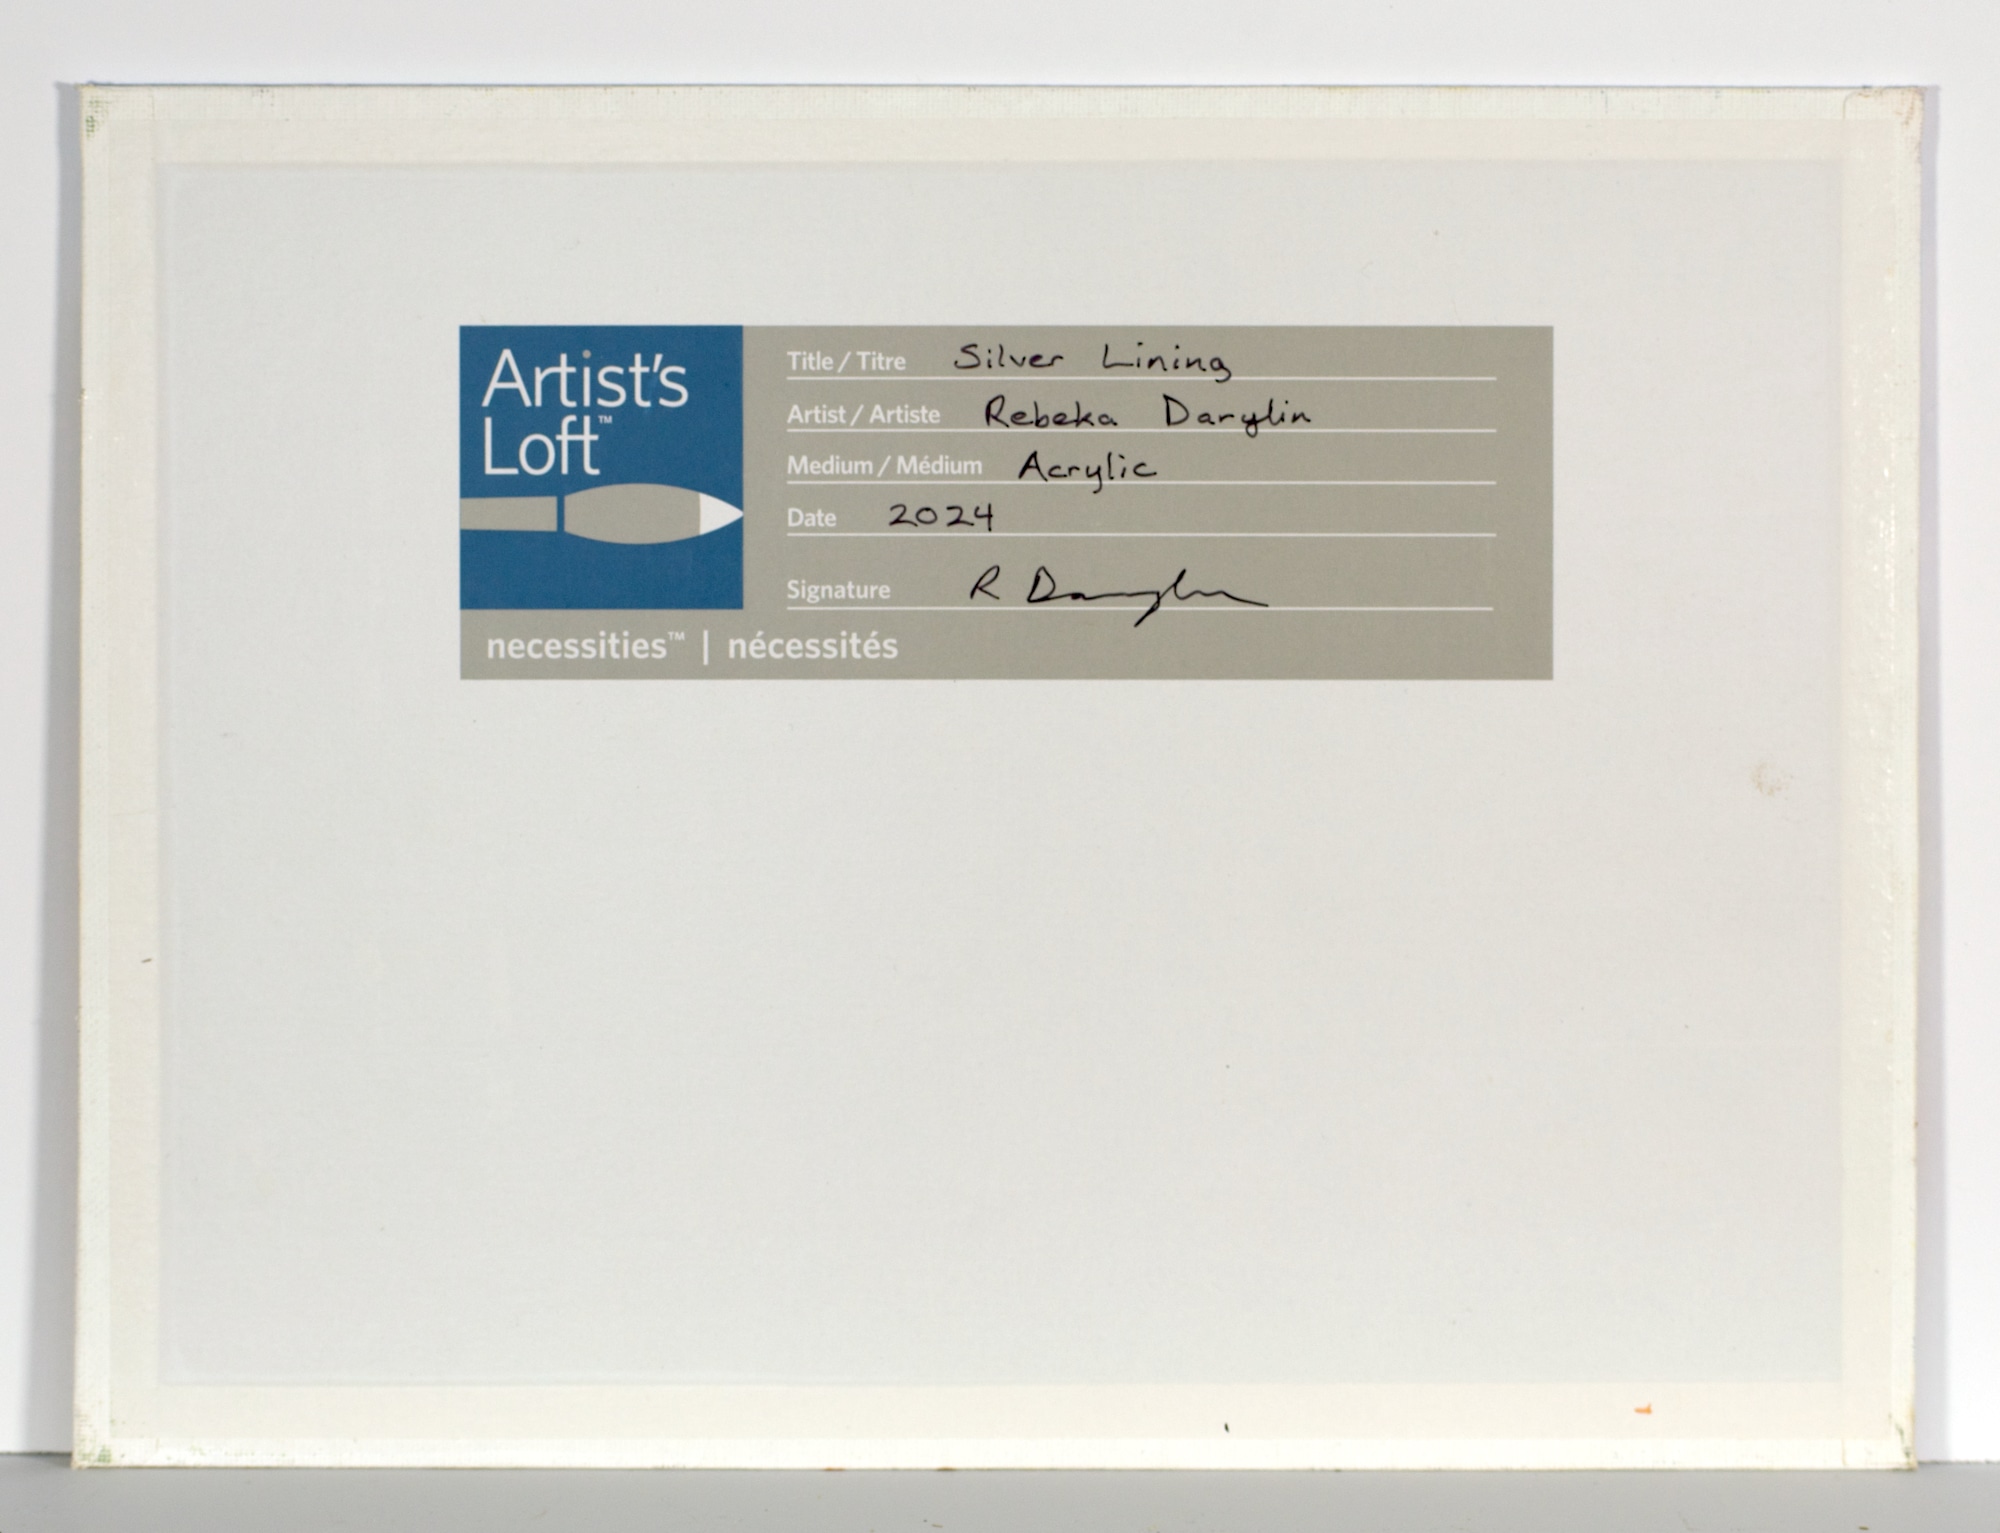 Artist's
Loft™
Title / Titre Silver Lining
Artist / Artiste Rebeka Darylin
Medium / Médium Acrylic
Date 2024
Signature R Darylin
necessities™ | nécessités